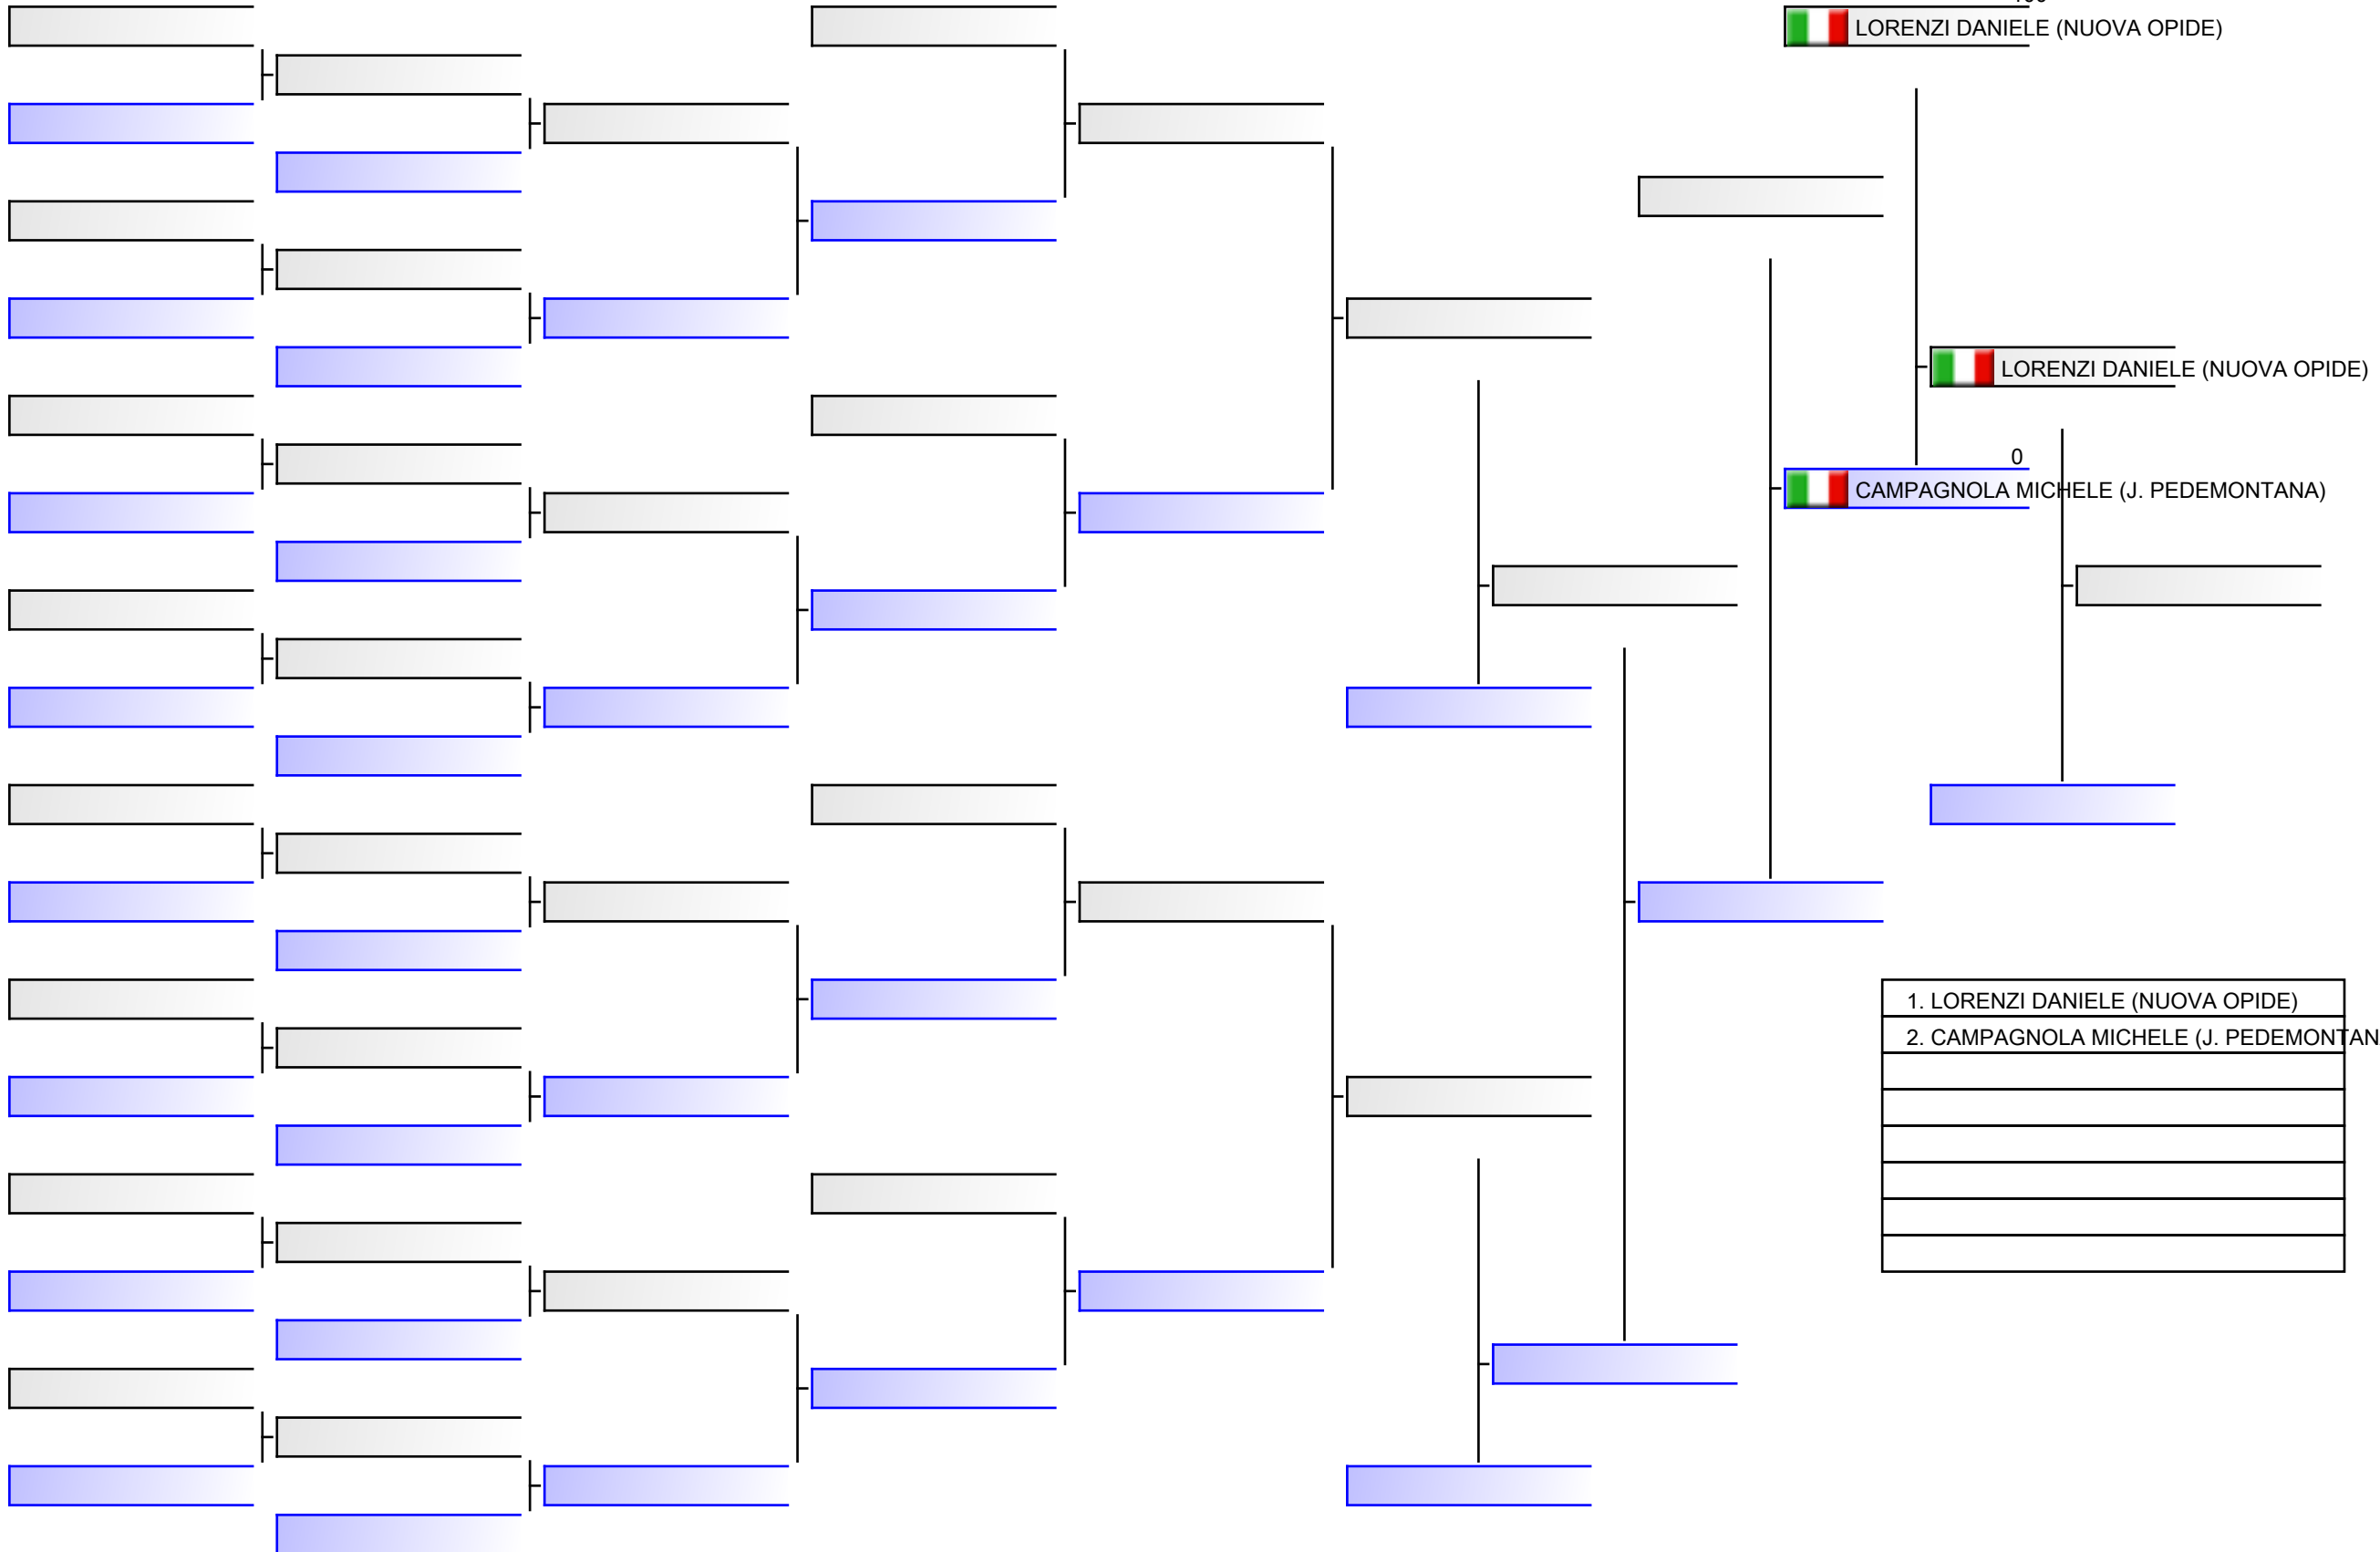 LORENZI DANIELE (NUOVA OPIDE)
LORENZI DANIELE (NUOVA OPIDE)
0
CAMPAGNOLA MICHELE (J. PEDEMONTANA)
1. LORENZI DANIELE (NUOVA OPIDE)
2. CAMPAGNOLA MICHELE (J. PEDEMONTAN